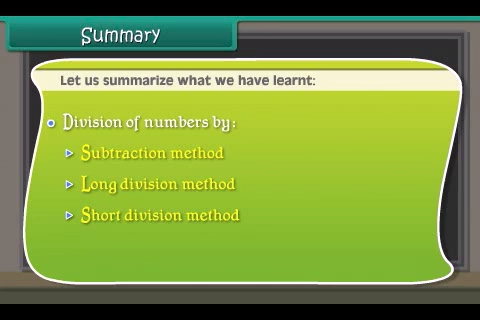 Summary
Let us summarize what we have learnt:
Division of numbers by:
Subtraction method
Long division method
Short division method